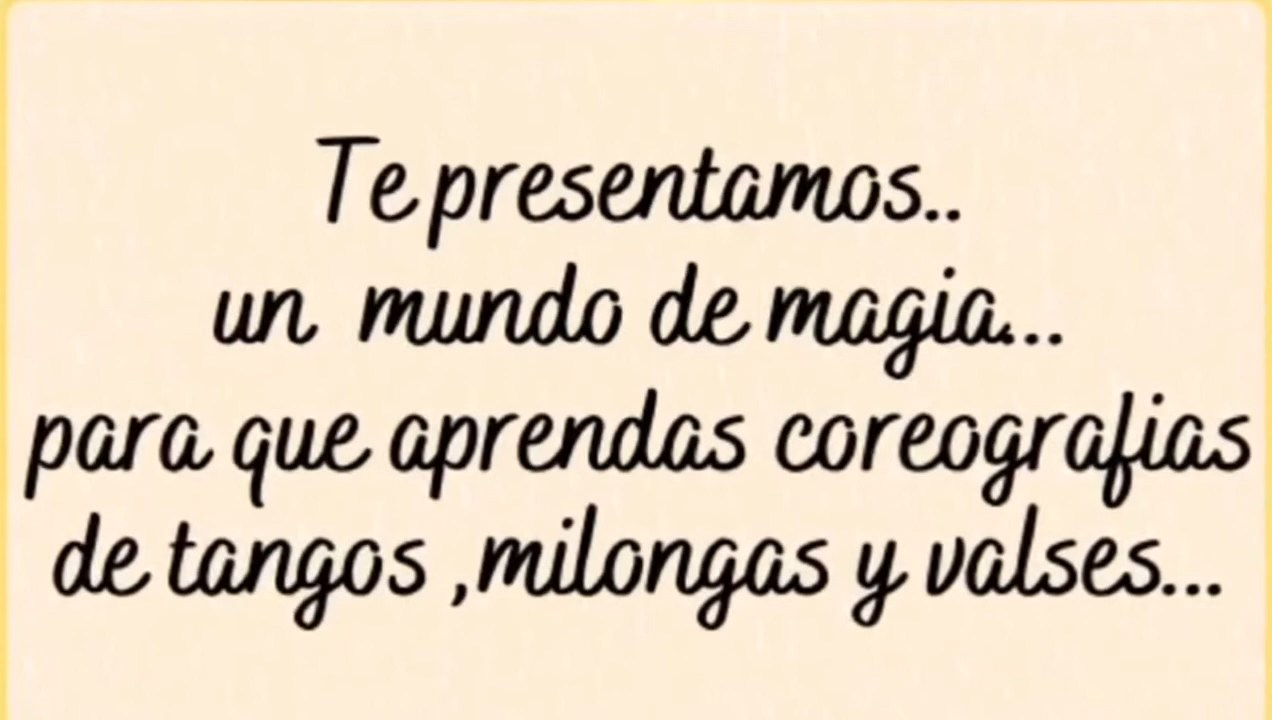 Te presentamos..
un mundo de magia...
para que aprendas coreografias
de tangos ,milongas y valses...